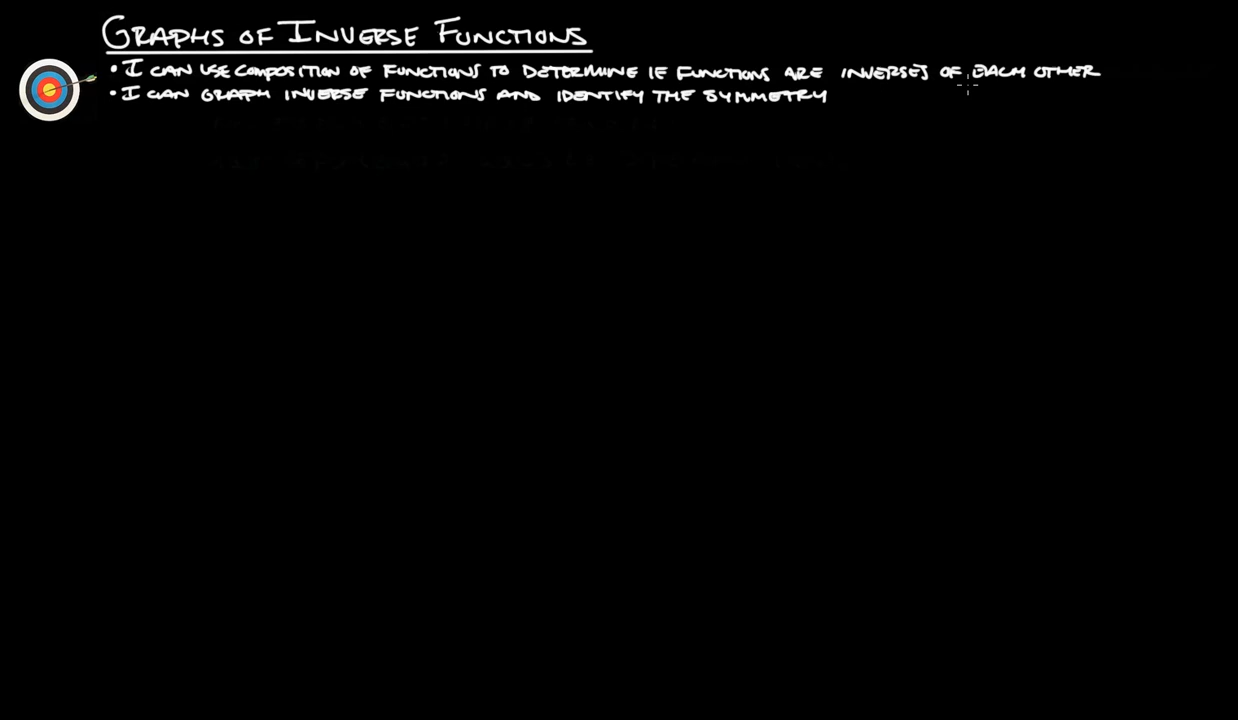 GRAPHS OF INVERSE FUNCTIONS
• I CAN USE COMPOSITION OF FUNCTIONS TO DETERMINE IF FUNCTIONS ARE INVERSES OF EACH OTHER
• I CAN GRAPH INVERSE FUNCTIONS AND IDENTIFY THE SYMMETRY